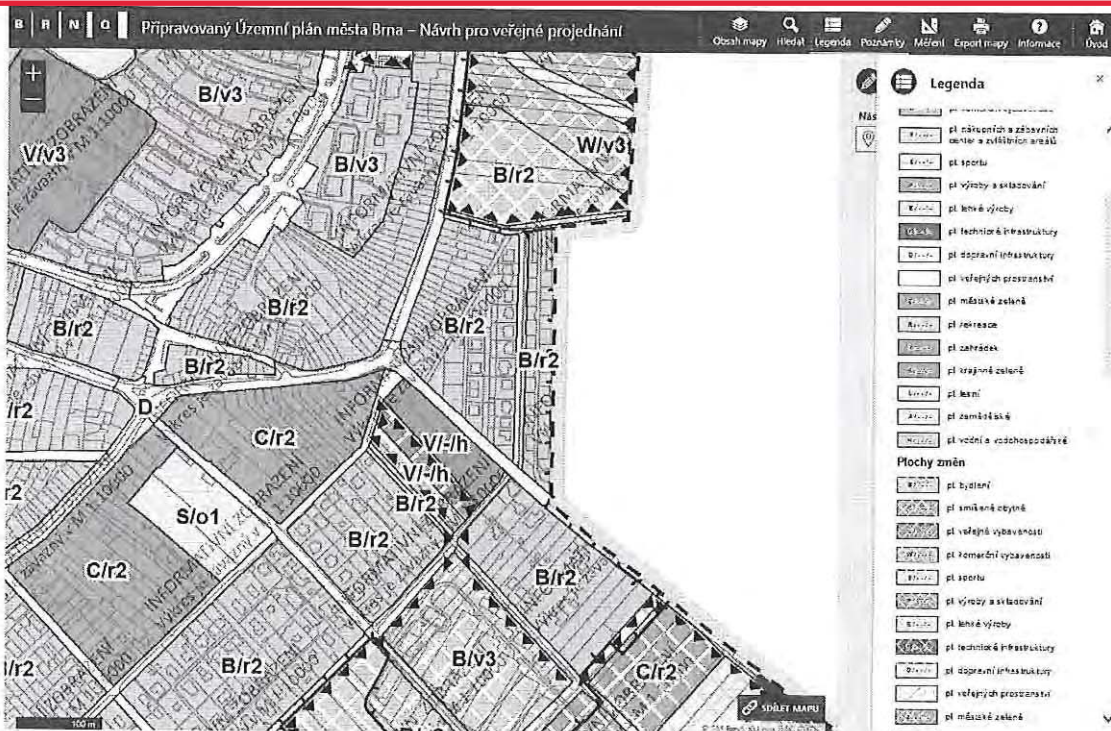 B R N O
Připravovaný Územní plán města Brna – Návrh pro veřejné projednání
Obsah mapy
Hledat
Legenda
Poznámky
Měření
Export mapy
Informace
Úvod
+
−
Legenda
×
Nás
pl. nákupních a zábavních
center a zvláštních areálů
pl. sportu
pl. výroby a skladování
pl. lehké výroby
pl. technické infrastruktury
pl. dopravní infrastruktury
pl. veřejných prostranství
pl. městské zeleně
pl. rekreace
pl. zahrádek
pl. krajinné zeleně
pl. lesní
pl. zemědělské
pl. vodní a vodohospodářské
Plochy změn
pl. bydlení
pl. smíšené obytné
pl. veřejné vybavenosti
pl. komerční vybavenosti
pl. sportu
pl. výroby a skladování
pl. lehké výroby
pl. technické infrastruktury
pl. dopravní infrastruktury
pl. veřejných prostranství
pl. městské zeleně
B/v3
V/v3
B/v3
W/v3
B/r2
B/r2
B/r2
B/r2
B/r2
B/r2
/r2
D
C/r2
V/-/h
V/-/h
B/r2
r2
S/o1
B/r2
C/r2
B/r2
B/r2
/r2
B/v3
C/r2
100 m
SDÍLET MAPU